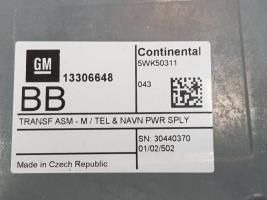 GM
Continental
13306648
5WK50311
BB
043
TRANSF ASM - M / TEL & NAVN PWR SPLY
SN: 30440370
01/02/502
Made in Czech Republic